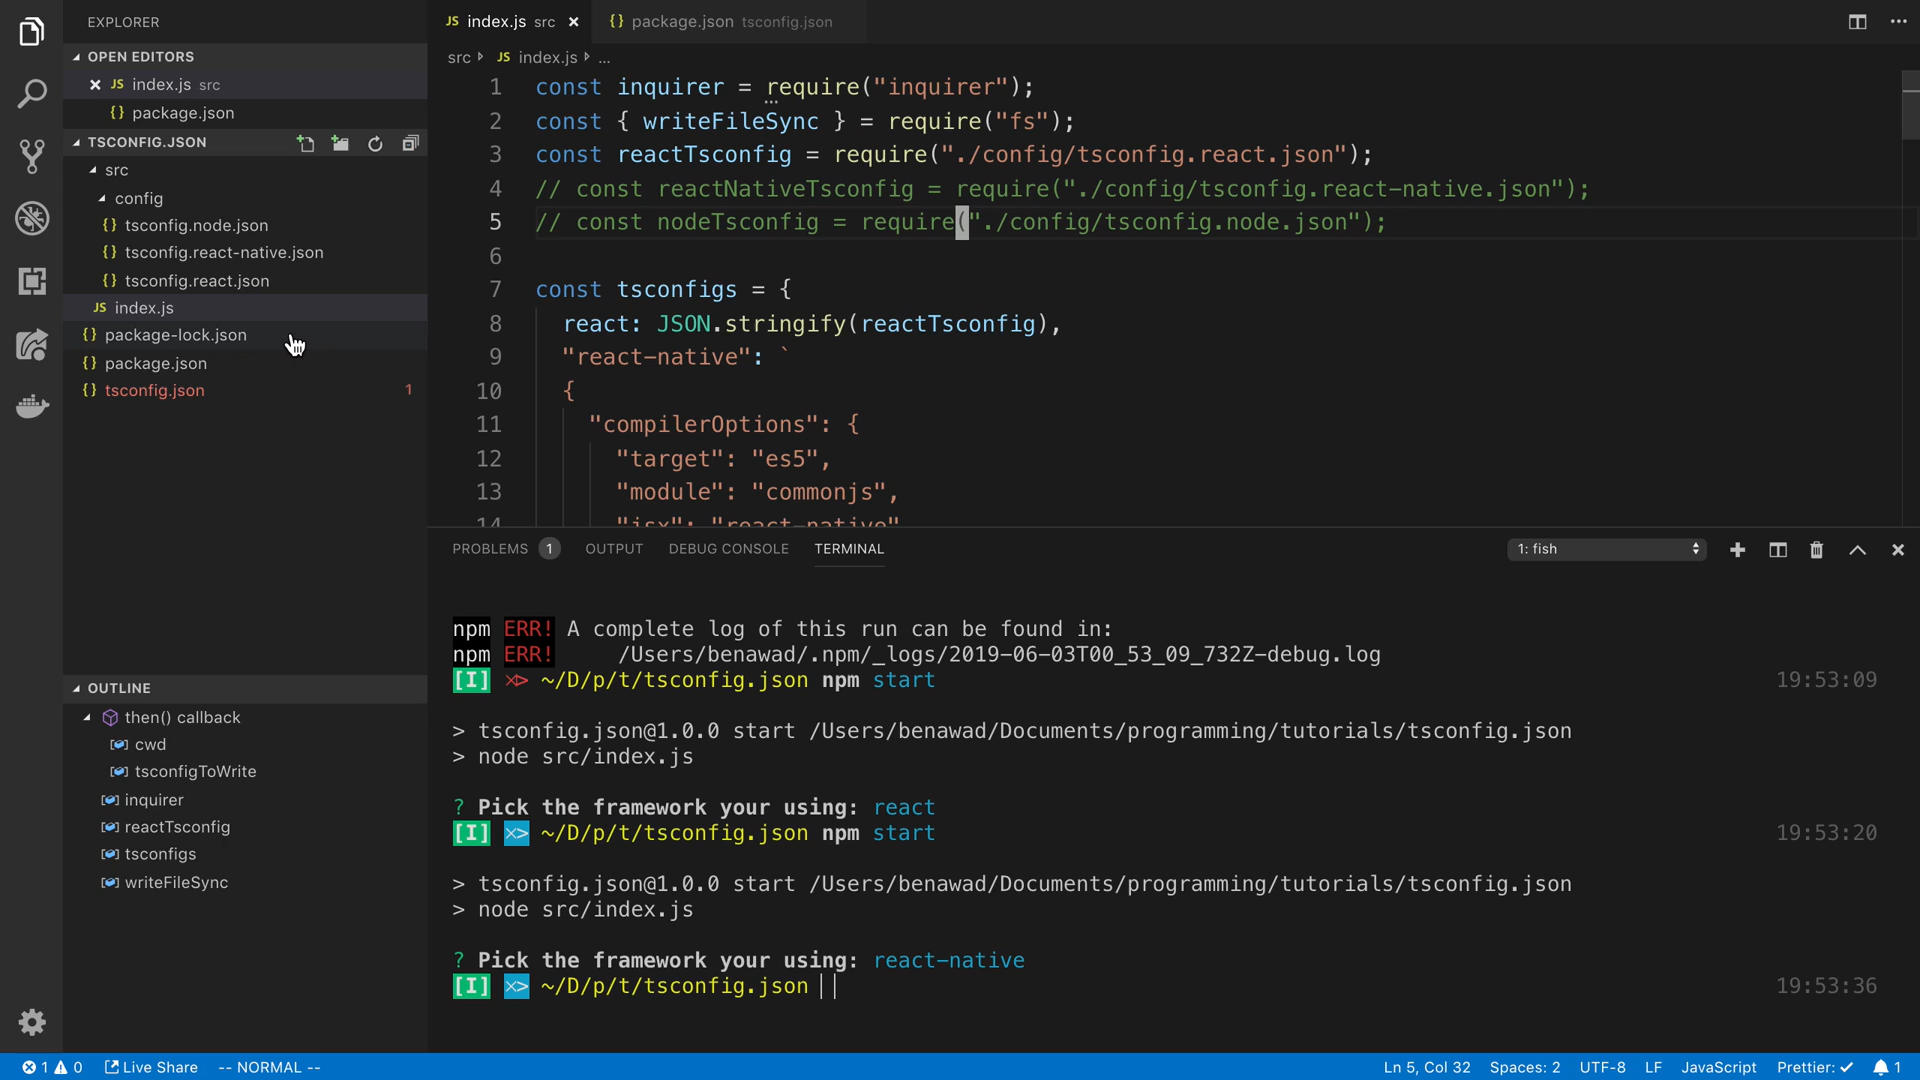 EXPLORER
OPEN EDITORS
JS index.js src
{} package.json
TSCONFIG.JSON
src
config
{} tsconfig.node.json
{} tsconfig.react-native.json
{} tsconfig.react.json
JS index.js
{} package-lock.json
{} package.json
{} tsconfig.json 1
OUTLINE
then() callback
cwd
tsconfigToWrite
inquirer
reactTsconfig
tsconfigs
writeFileSync
JS index.js src
{} package.json tsconfig.json
src JS index.js ...
1 const inquirer = require("inquirer");
2 const { writeFileSync } = require("fs");
3 const reactTsconfig = require("./config/tsconfig.react.json");
4 // const reactNativeTsconfig = require("./config/tsconfig.react-native.json");
5 // const nodeTsconfig = require("./config/tsconfig.node.json");
6
7 const tsconfigs = {
8 react: JSON.stringify(reactTsconfig),
9 "react-native": `
10 {
11 "compilerOptions": {
12 "target": "es5",
13 "module": "commonjs",
14 "jsx": "react-native"
PROBLEMS 1 OUTPUT DEBUG CONSOLE TERMINAL 1: fish
npm ERR! A complete log of this run can be found in:
npm ERR!     /Users/benawad/.npm/_logs/2019-06-03T00_53_09_732Z-debug.log
[I] ⨯> ~/D/p/t/tsconfig.json npm start 19:53:09
> tsconfig.json@1.0.0 start /Users/benawad/Documents/programming/tutorials/tsconfig.json
> node src/index.js
? Pick the framework your using: react
[I] ⨯> ~/D/p/t/tsconfig.json npm start 19:53:20
> tsconfig.json@1.0.0 start /Users/benawad/Documents/programming/tutorials/tsconfig.json
> node src/index.js
? Pick the framework your using: react-native
[I] ⨯> ~/D/p/t/tsconfig.json 19:53:36
1 0 Live Share -- NORMAL -- Ln 5, Col 32 Spaces: 2 UTF-8 LF JavaScript Prettier: ✓ 1